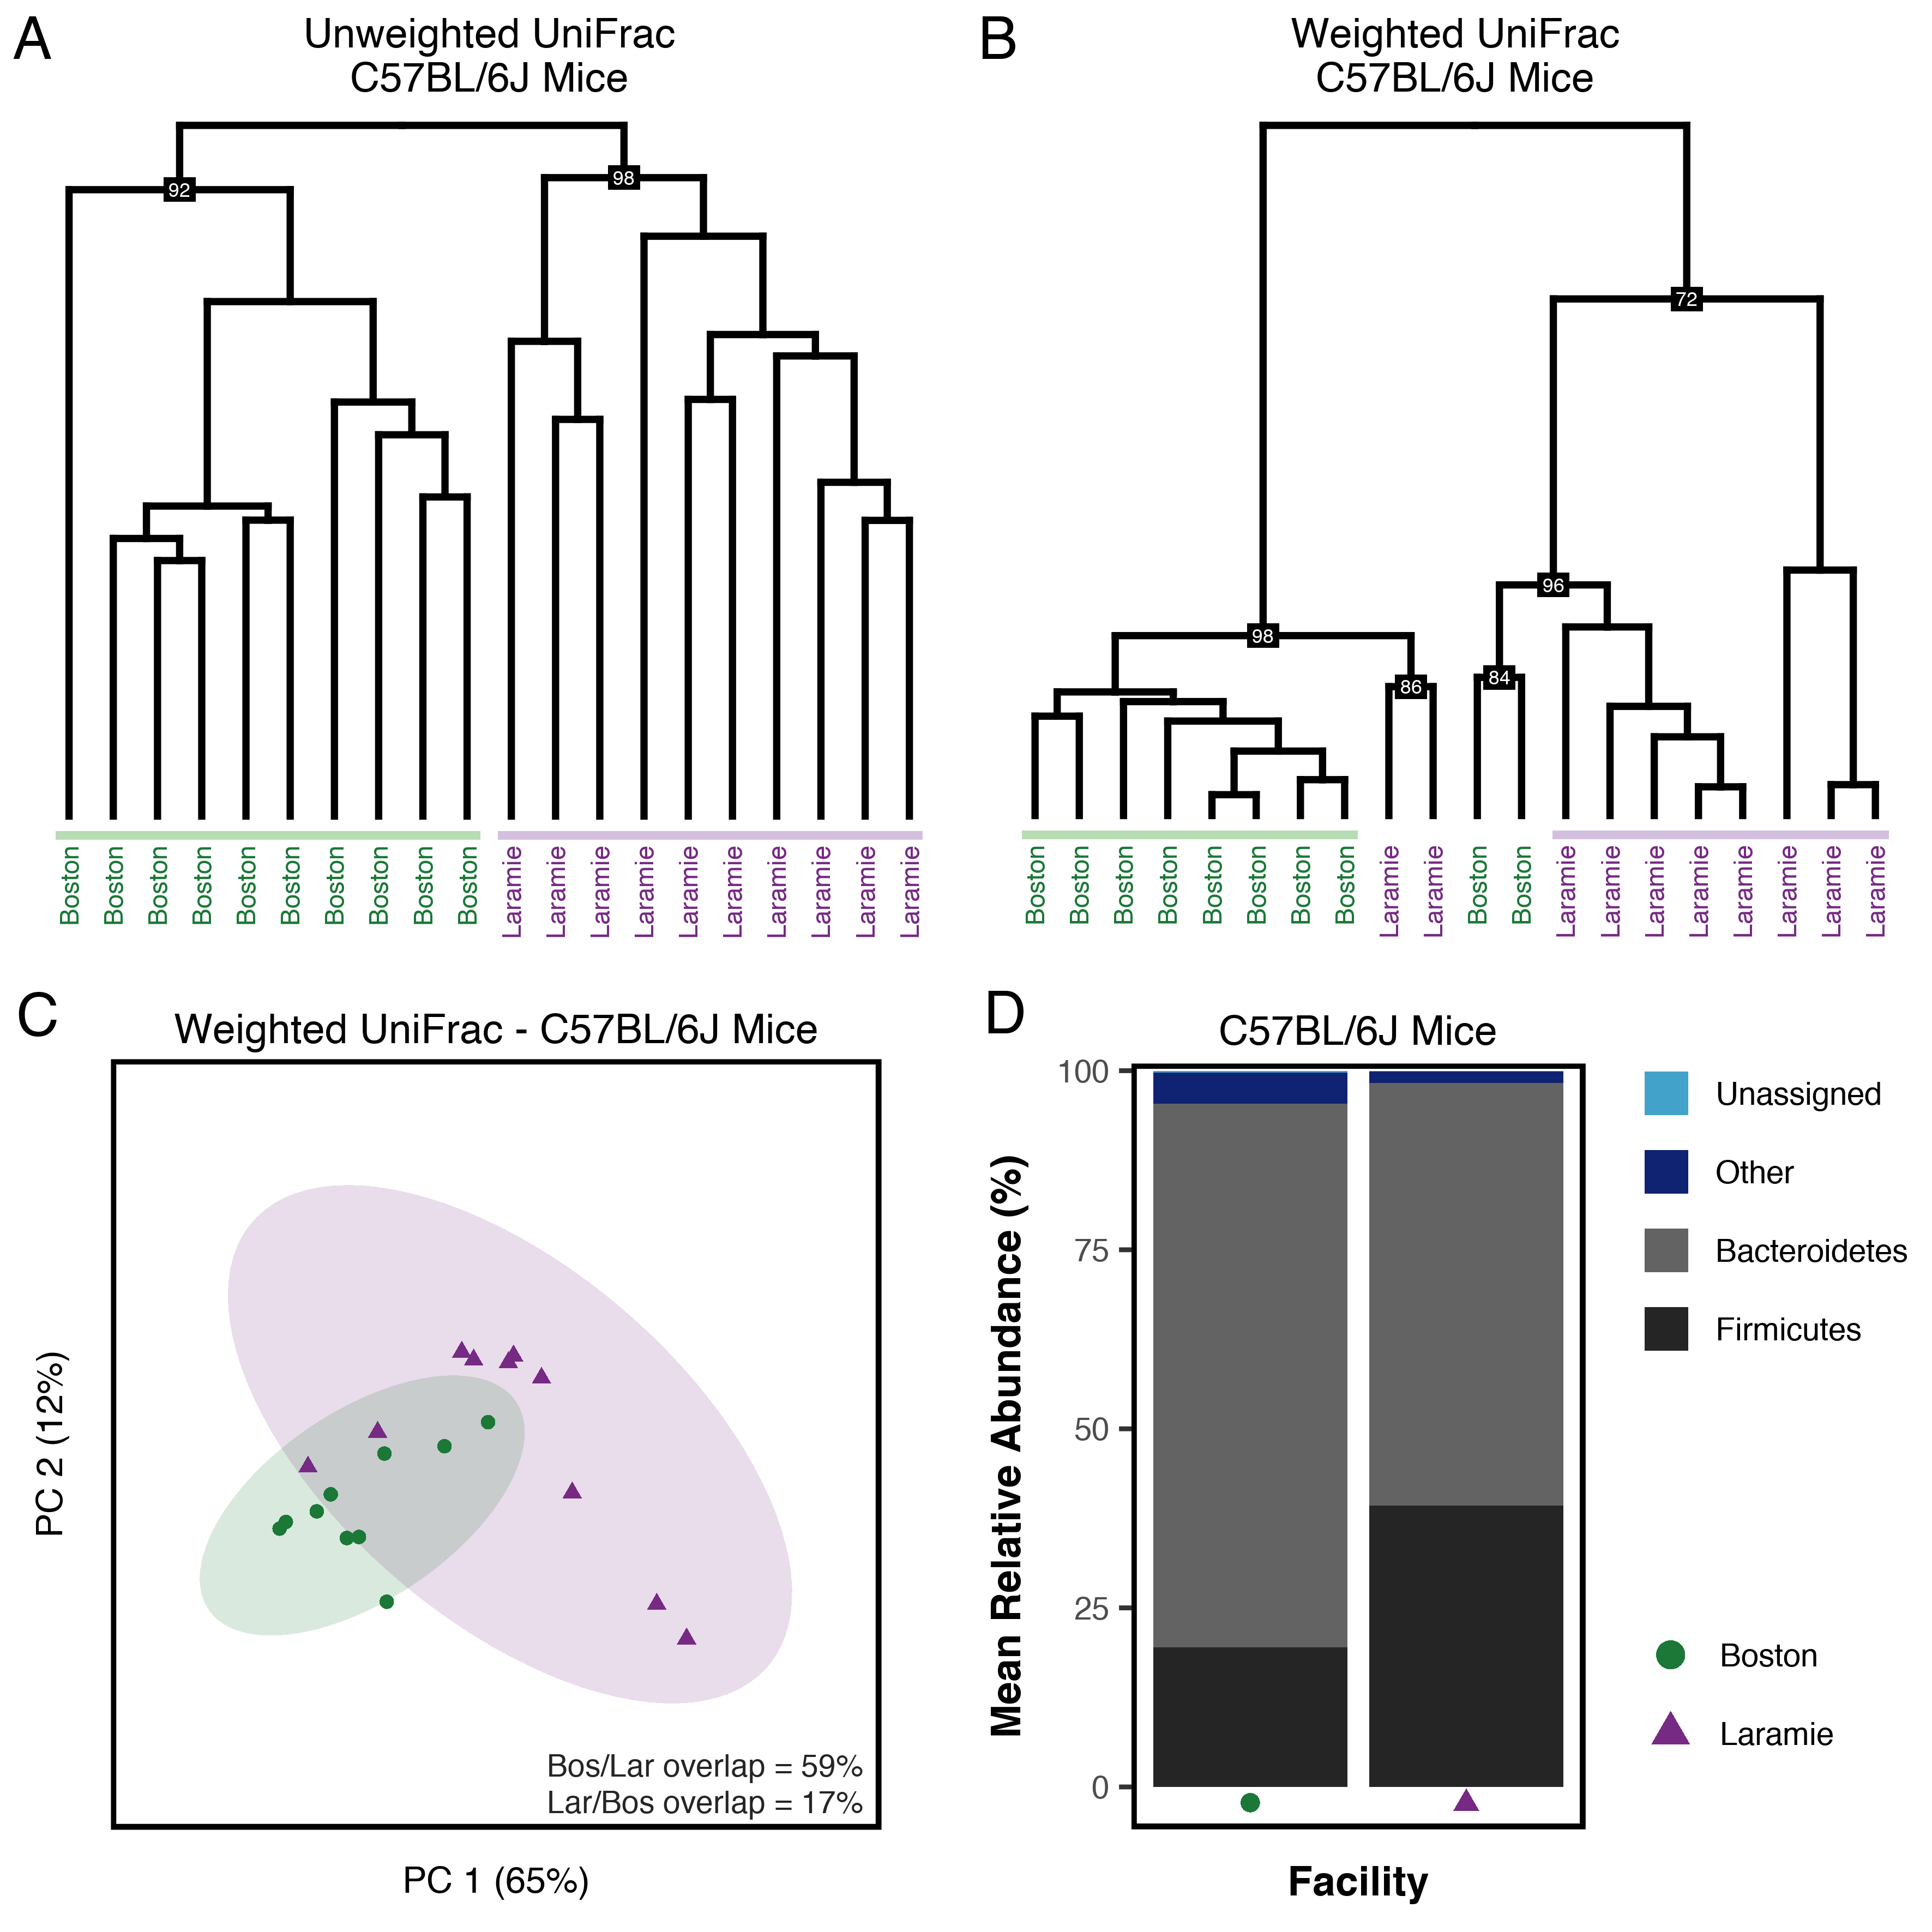 A
Unweighted UniFrac
C57BL/6J Mice
92
98
Boston
Boston
Boston
Boston
Boston
Boston
Boston
Boston
Boston
Boston
Laramie
Laramie
Laramie
Laramie
Laramie
Laramie
Laramie
Laramie
Laramie
Laramie
B
Weighted UniFrac
C57BL/6J Mice
72
96
98
84
86
Boston
Boston
Boston
Boston
Boston
Boston
Boston
Boston
Laramie
Laramie
Boston
Boston
Laramie
Laramie
Laramie
Laramie
Laramie
Laramie
Laramie
Laramie
C
Weighted UniFrac - C57BL/6J Mice
PC 2 (12%)
Bos/Lar overlap = 59%
Lar/Bos overlap = 17%
PC 1 (65%)
D
C57BL/6J Mice
Mean Relative Abundance (%)
100
75
50
25
0
Facility
Unassigned
Other
Bacteroidetes
Firmicutes
Boston
Laramie